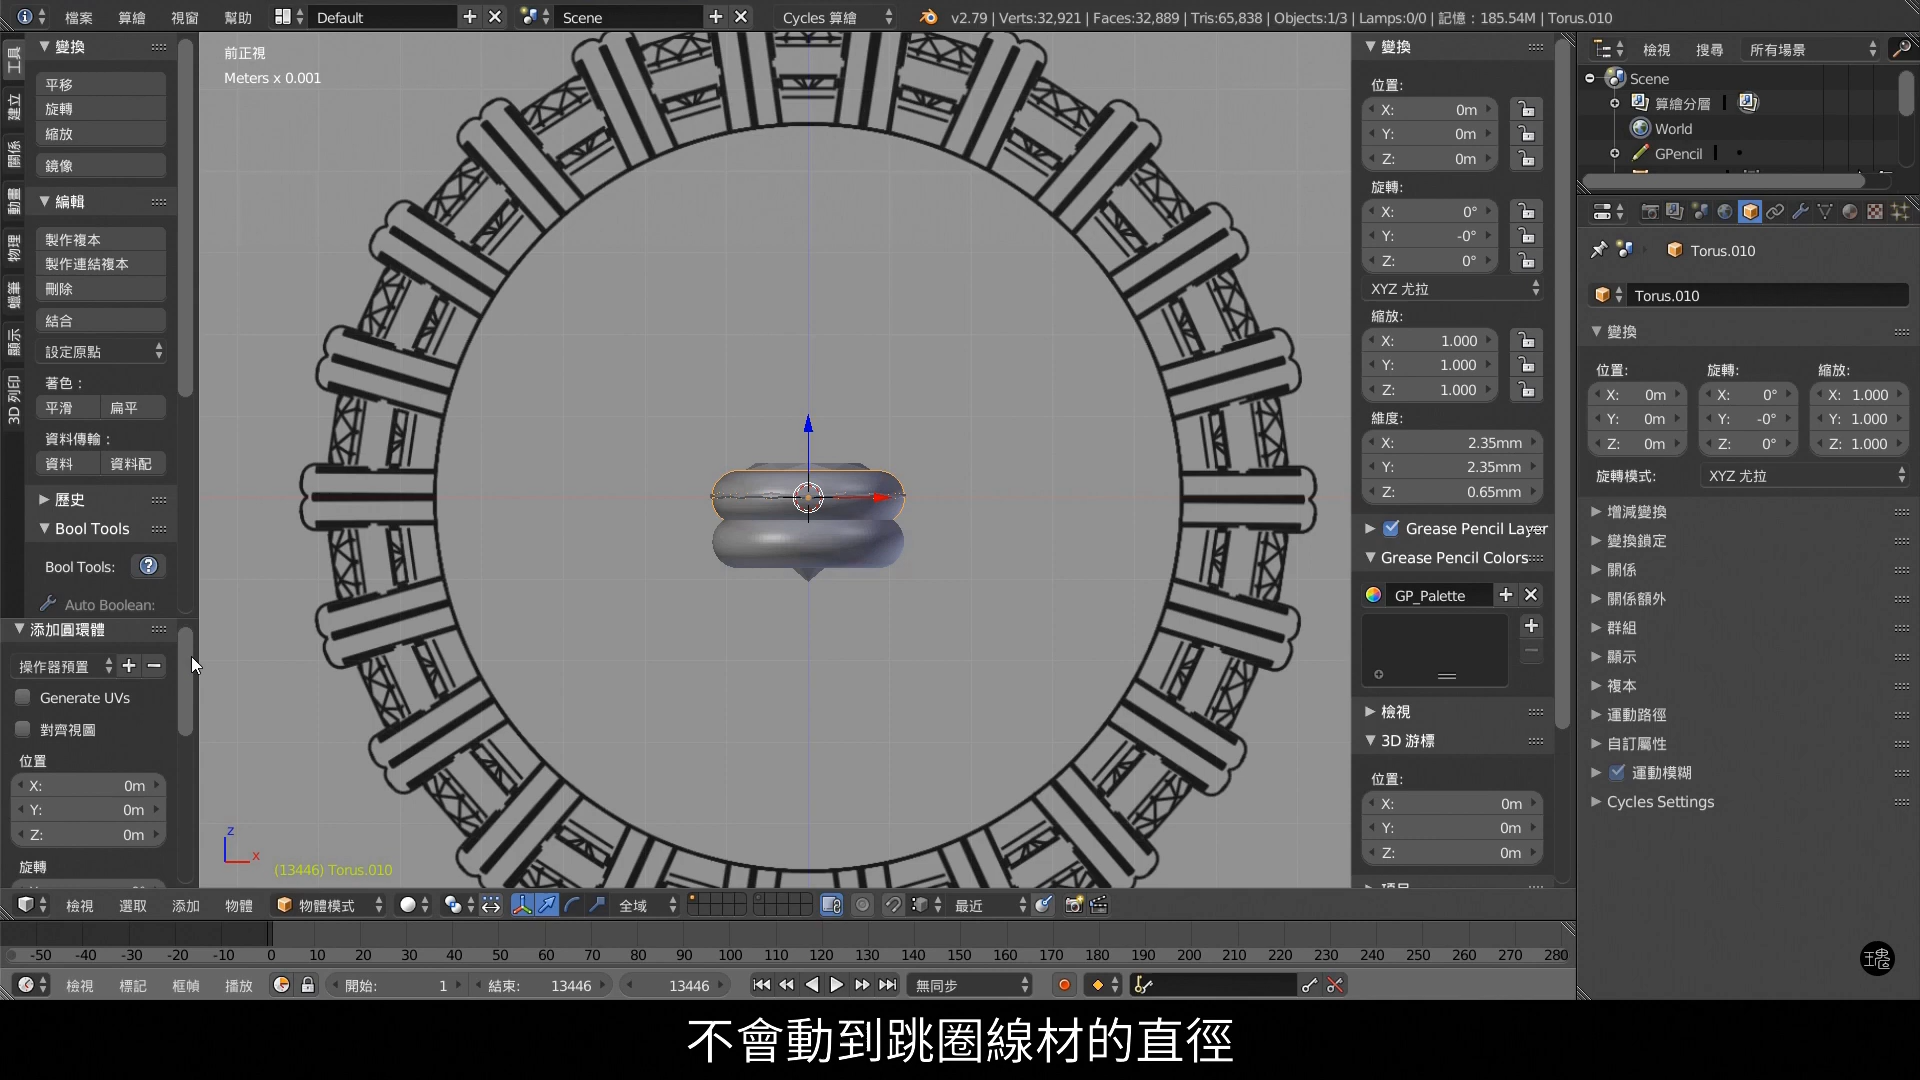 檔案 算繪 視窗 幫助 Default Scene Cycles 算繪 v2.79 | Verts:32,921 | Faces:32,889 | Tris:65,838 | Objects:1/3 | Lamps:0/0 | 記憶：185.54M | Torus.010
工具
建立
關係
動畫
物理
蠟筆
顯示
3D 列印
變換
平移
旋轉
縮放
鏡像
編輯
製作複本
製作連結複本
刪除
結合
設定原點
著色：
平滑 扁平
資料傳輸：
資料 資料配
歷史
Bool Tools
Bool Tools:
Auto Boolean:
添加圓環體
操作器預置
Generate UVs
對齊視圖
位置
X: 0m
Y: 0m
Z: 0m
旋轉
前正視
Meters x 0.001
z
x
(13446) Torus.010
變換
位置:
X: 0m
Y: 0m
Z: 0m
旋轉:
X: 0°
Y: -0°
Z: 0°
XYZ 尤拉
縮放:
X: 1.000
Y: 1.000
Z: 1.000
維度:
X: 2.35mm
Y: 2.35mm
Z: 0.65mm
Grease Pencil Layer
Grease Pencil Colors
GP_Palette
檢視
3D 游標
位置:
X: 0m
Y: 0m
Z: 0m
檢視 搜尋 所有場景
Scene
算繪分層
World
GPencil
Torus.010
Torus.010
變換
位置: 旋轉: 縮放:
X: 0m X: 0° X: 1.000
Y: 0m Y: -0° Y: 1.000
Z: 0m Z: 0° Z: 1.000
旋轉模式: XYZ 尤拉
增減變換
變換鎖定
關係
關係額外
群組
顯示
複本
運動路徑
自訂屬性
運動模糊
Cycles Settings
檢視 選取 添加 物體 物體模式 全域 最近
-50 -40 -30 -20 -10 0 10 20 30 40 50 60 70 80 90 100 110 120 130 140 150 160 170 180 190 200 210 220 230 240 250 260 270 280
檢視 標記 框幀 播放 開始: 1 結束: 13446 13446 無同步
不會動到跳圈線材的直徑